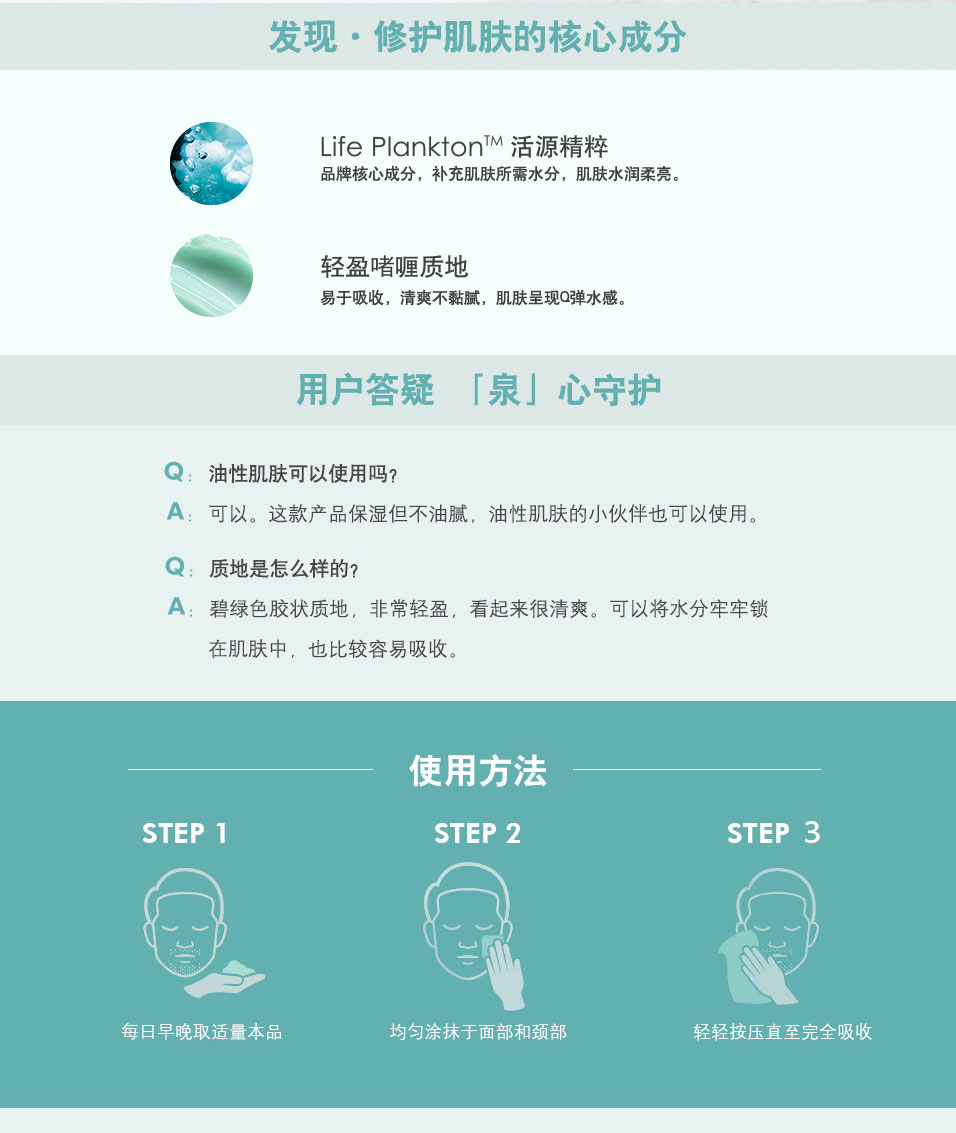 发现·修护肌肤的核心成分
Life Plankton™ 活源精粹
品牌核心成分，补充肌肤所需水分，肌肤水润柔亮。
轻盈啫喱质地
易于吸收，清爽不黏腻，肌肤呈现Q弹水感。
用户答疑 「泉」心守护
Q： 油性肌肤可以使用吗？
A： 可以。这款产品保湿但不油腻，油性肌肤的小伙伴也可以使用。
Q： 质地是怎么样的？
A： 碧绿色胶状质地，非常轻盈，看起来很清爽。可以将水分牢牢锁
在肌肤中，也比较容易吸收。
使用方法
STEP 1
STEP 2
STEP 3
每日早晚取适量本品
均匀涂抹于面部和颈部
轻轻按压直至完全吸收